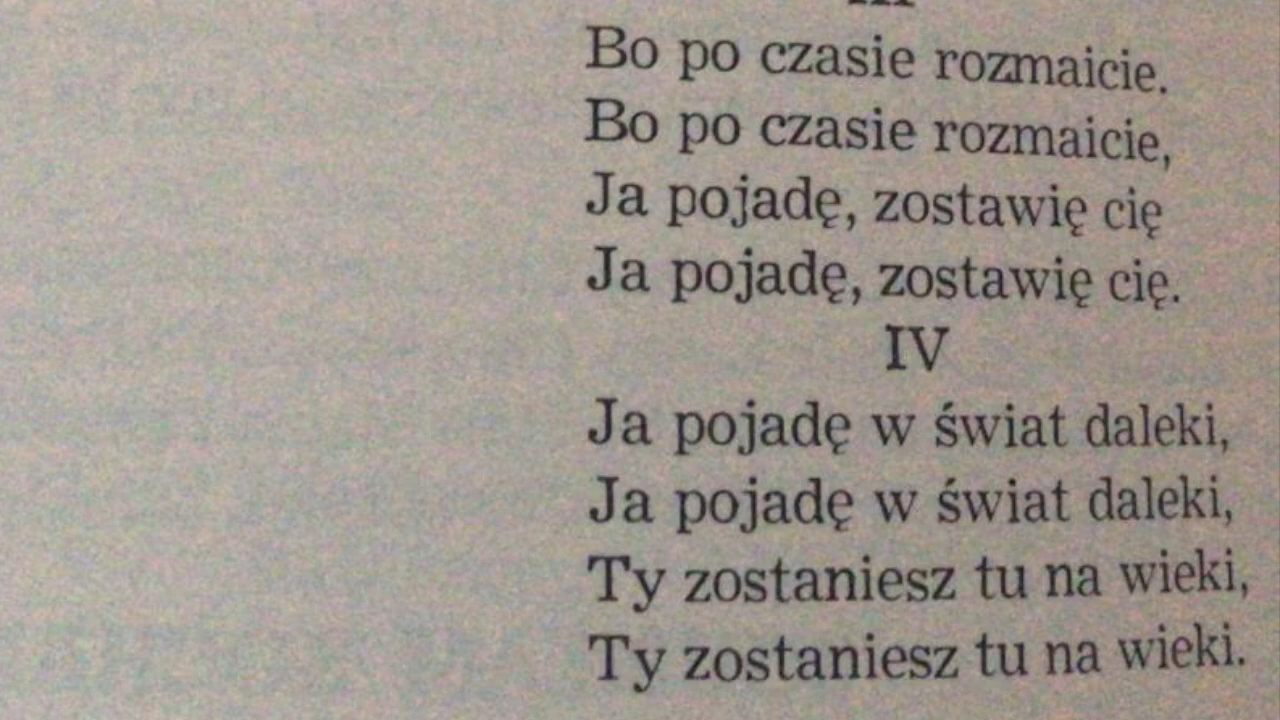 Bo po czasie rozmaicie.
Bo po czasie rozmaicie,
Ja pojadę, zostawię cię
Ja pojadę, zostawię cię.
IV
Ja pojadę w świat daleki,
Ja pojadę w świat daleki,
Ty zostaniesz tu na wieki,
Ty zostaniesz tu na wieki.